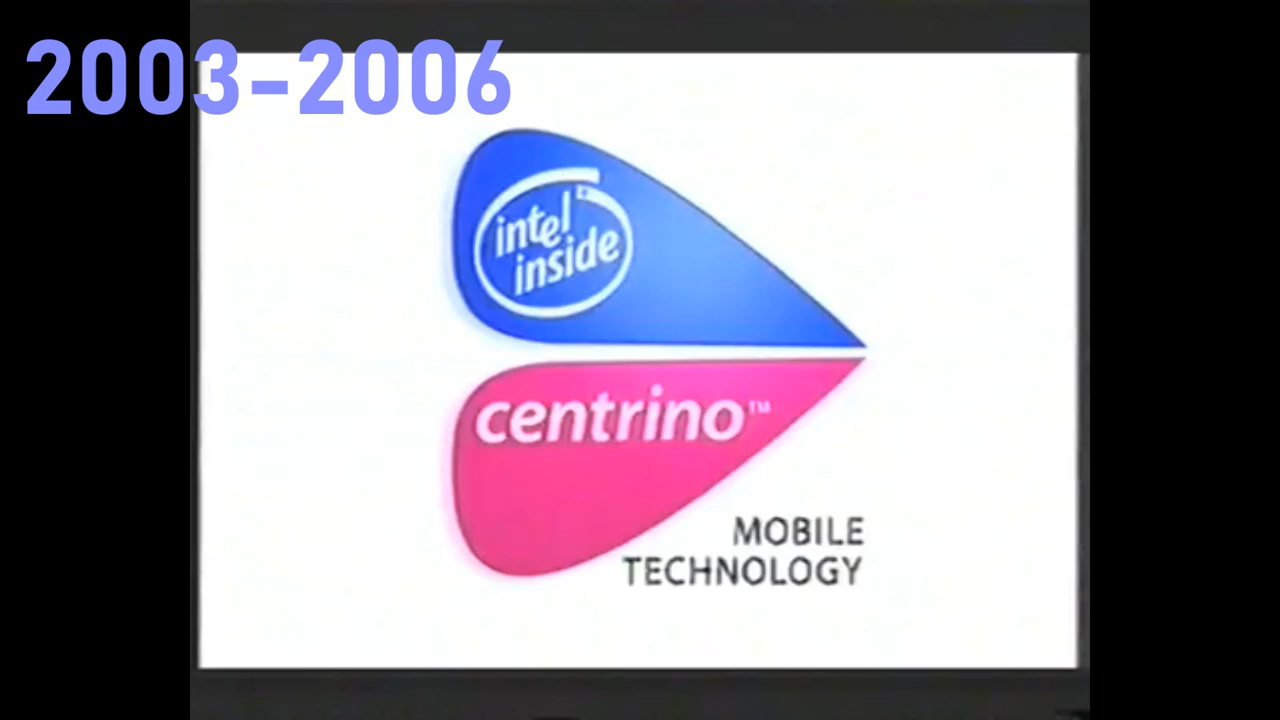 2003-2006
intel
inside
centrino™
MOBILE
TECHNOLOGY